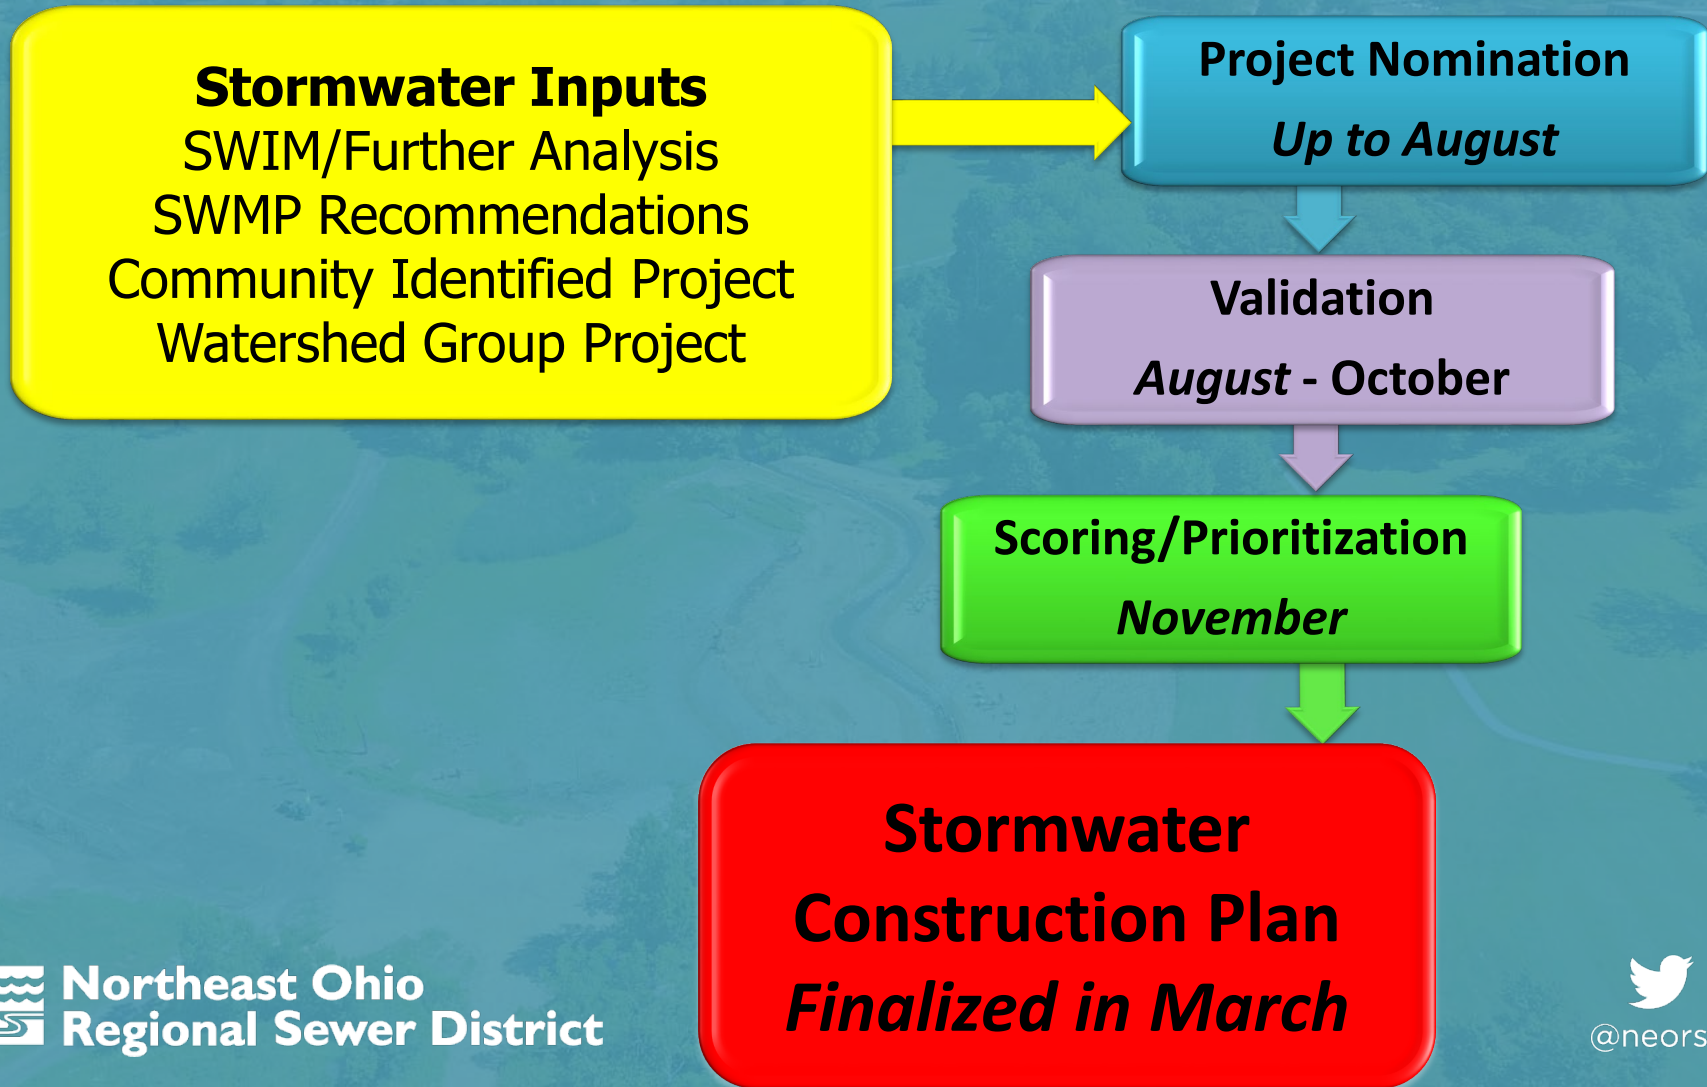 Stormwater Inputs
SWIM/Further Analysis
SWMP Recommendations
Community Identified Project
Watershed Group Project
Project Nomination
Up to August
Validation
August - October
Scoring/Prioritization
November
Stormwater
Construction Plan
Finalized in March
Northeast Ohio
Regional Sewer District
@neors